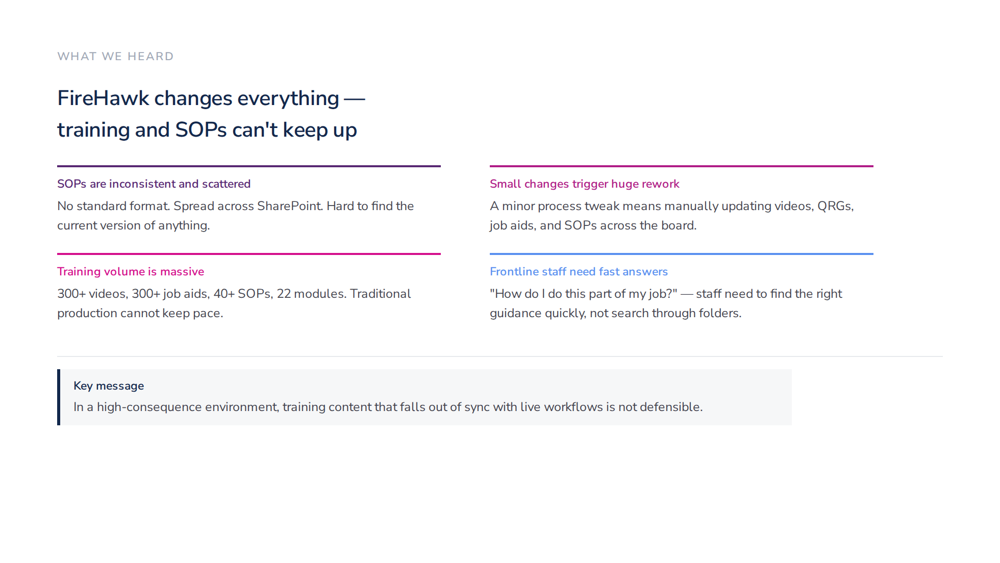 WHAT WE HEARD
FireHawk changes everything —
training and SOPs can't keep up
SOPs are inconsistent and scattered
No standard format. Spread across SharePoint. Hard to find the
current version of anything.
Small changes trigger huge rework
A minor process tweak means manually updating videos, QRGs,
job aids, and SOPs across the board.
Training volume is massive
300+ videos, 300+ job aids, 40+ SOPs, 22 modules. Traditional
production cannot keep pace.
Frontline staff need fast answers
"How do I do this part of my job?" — staff need to find the right
guidance quickly, not search through folders.
Key message
In a high-consequence environment, training content that falls out of sync with live workflows is not defensible.